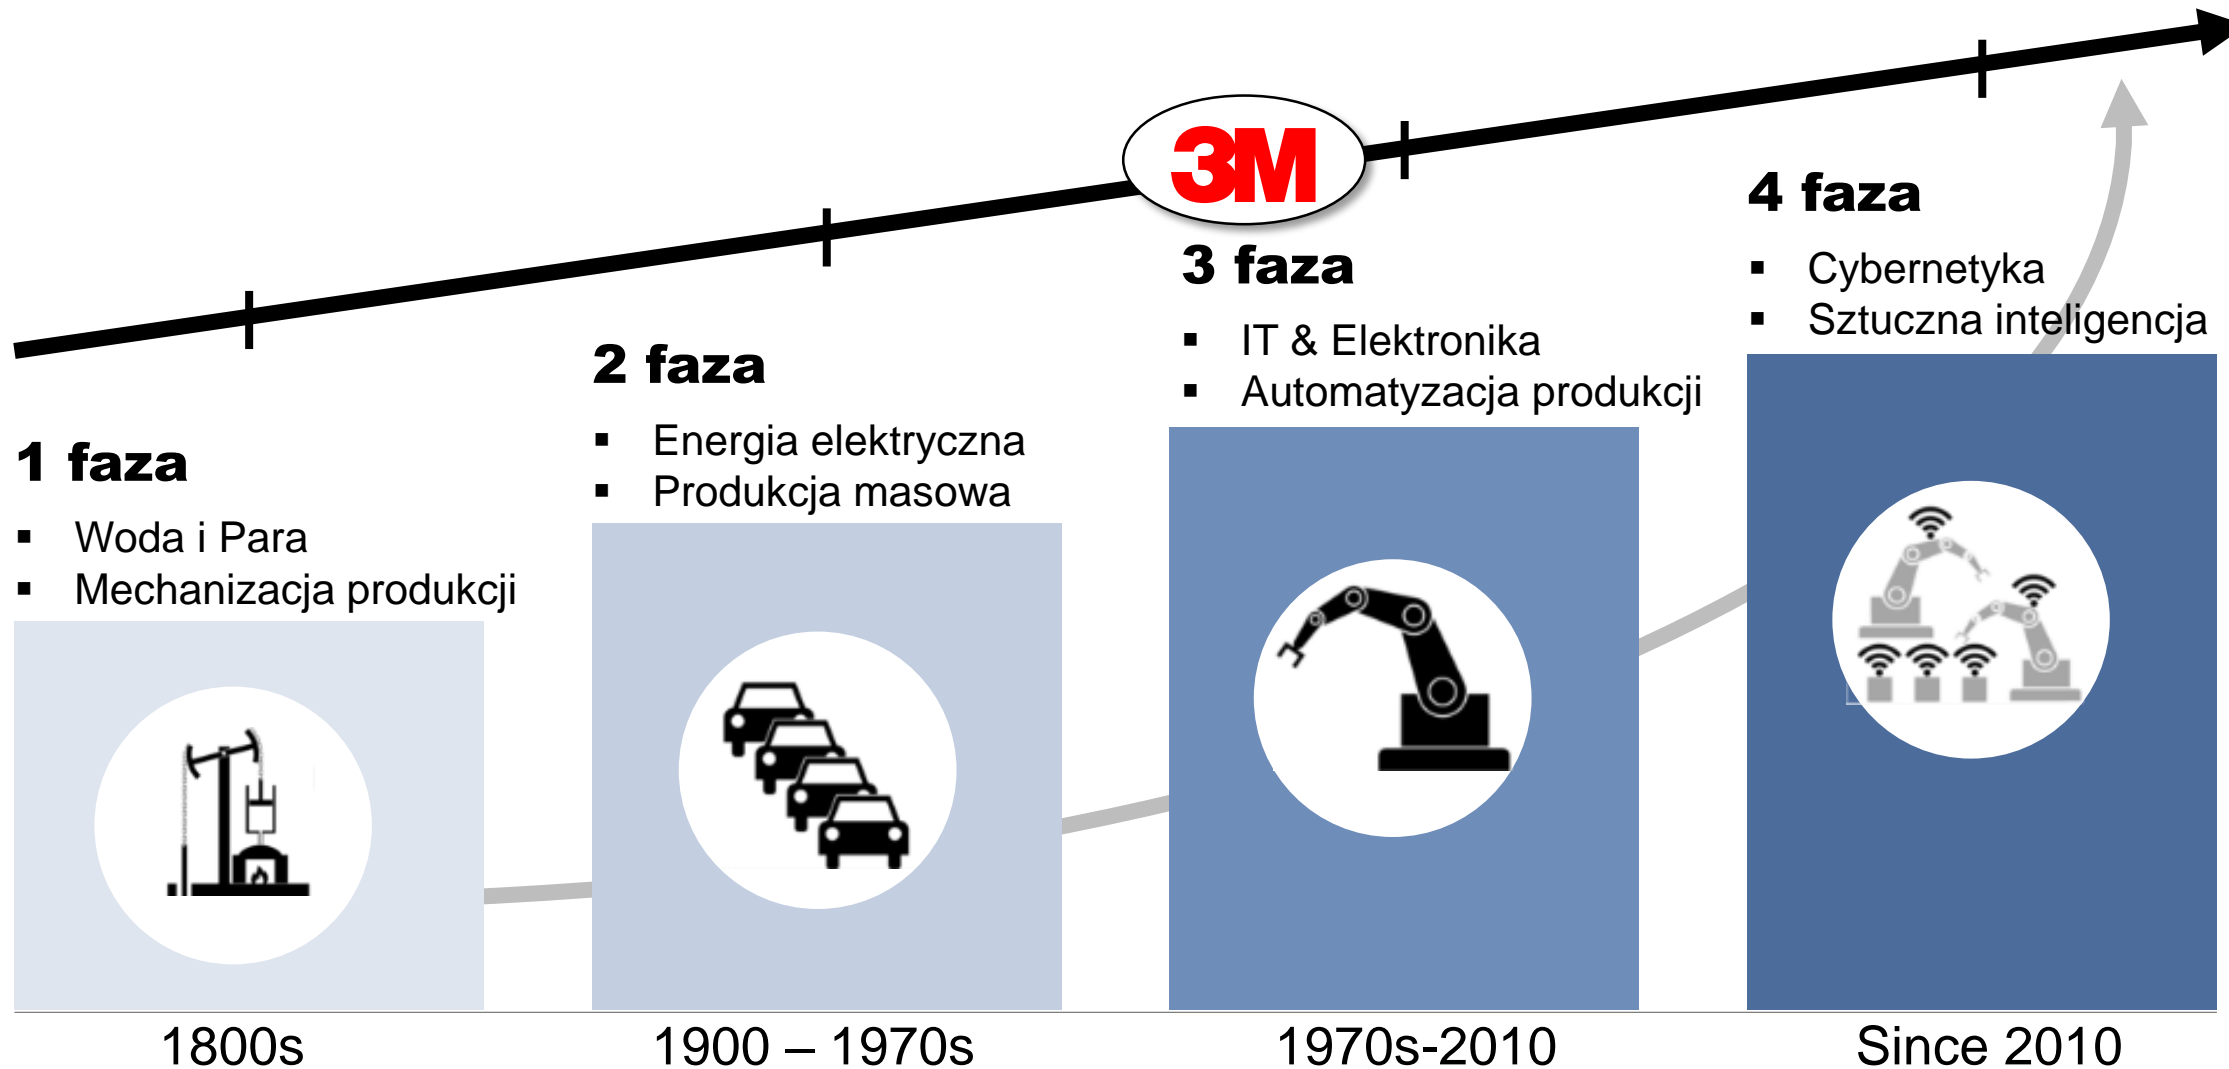 3M
1 faza
▪ Woda i Para
▪ Mechanizacja produkcji
1800s
2 faza
▪ Energia elektryczna
▪ Produkcja masowa
1900 – 1970s
3 faza
▪ IT & Elektronika
▪ Automatyzacja produkcji
1970s-2010
4 faza
▪ Cybernetyka
▪ Sztuczna inteligencja
Since 2010